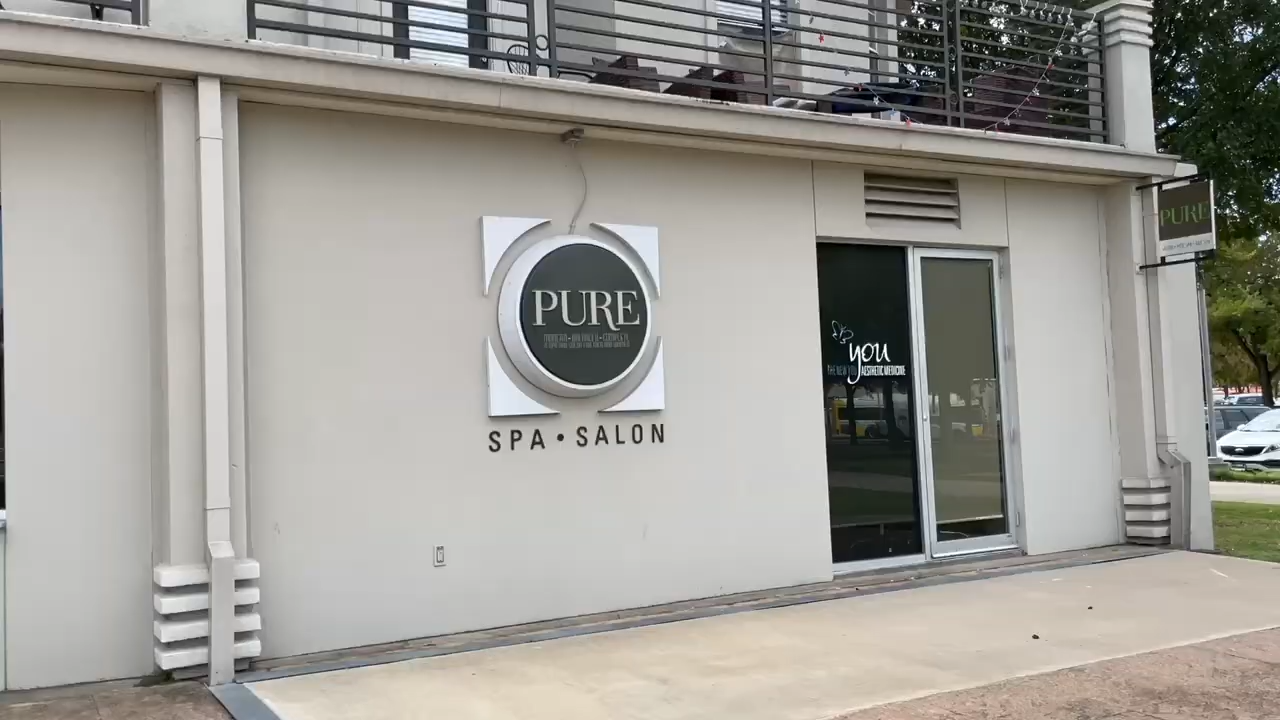 PURE
SPA • SALON
you
THE NEW YOU AESTHETIC MEDICINE
PURE